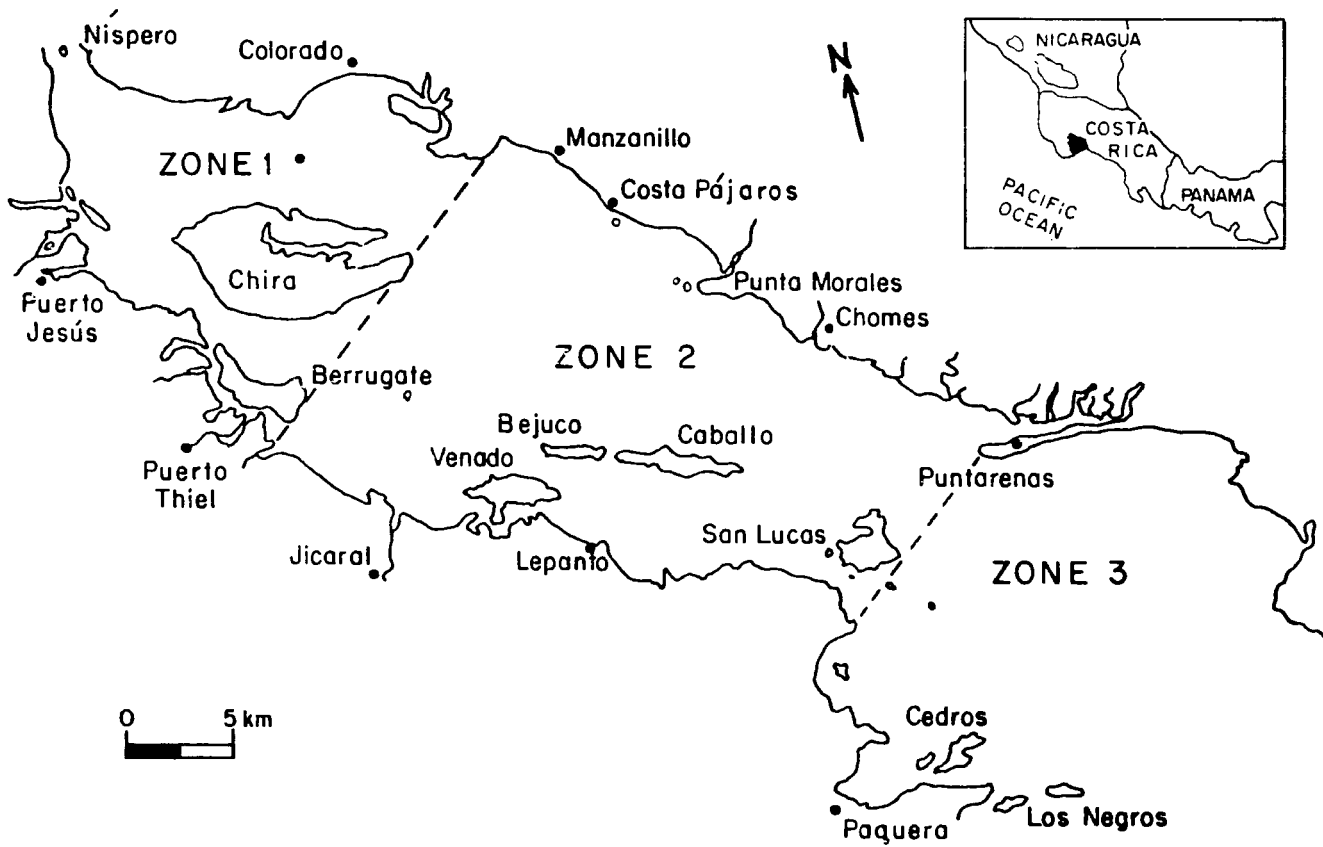 Níspero
Colorado
N
NICARAGUA
COSTA
RICA
PANAMA
PACIFIC
OCEAN
ZONE 1
Manzanillo
Costa Pájaros
Chira
Punta Morales
Puerto
Jesús
Chomes
ZONE 2
Berrugate
Bejuco
Caballo
Venado
Puerto
Thiel
Puntarenas
Jicaral
Lepanto
San Lucas
ZONE 3
0 5 km
Cedros
Los Negros
Paquera